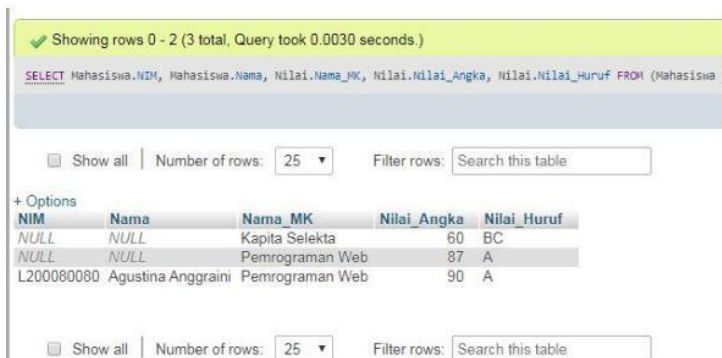 Showing rows 0 - 2 (3 total, Query took 0.0030 seconds.)
SELECT Mahasiswa.NIM, Mahasiswa.Nama, Nilai.Nama_MK, Nilai.Nilai_Angka, Nilai.Nilai_Huruf FROM (Mahasiswa
Show all | Number of rows: 25 Filter rows: Search this table
+ Options
NIM Nama Nama_MK Nilai_Angka Nilai_Huruf
NULL NULL Kapita Selekta 60 BC
NULL NULL Pemrograman Web 87 A
L200080080 Agustina Anggraini Pemrograman Web 90 A
Show all | Number of rows: 25 Filter rows: Search this table